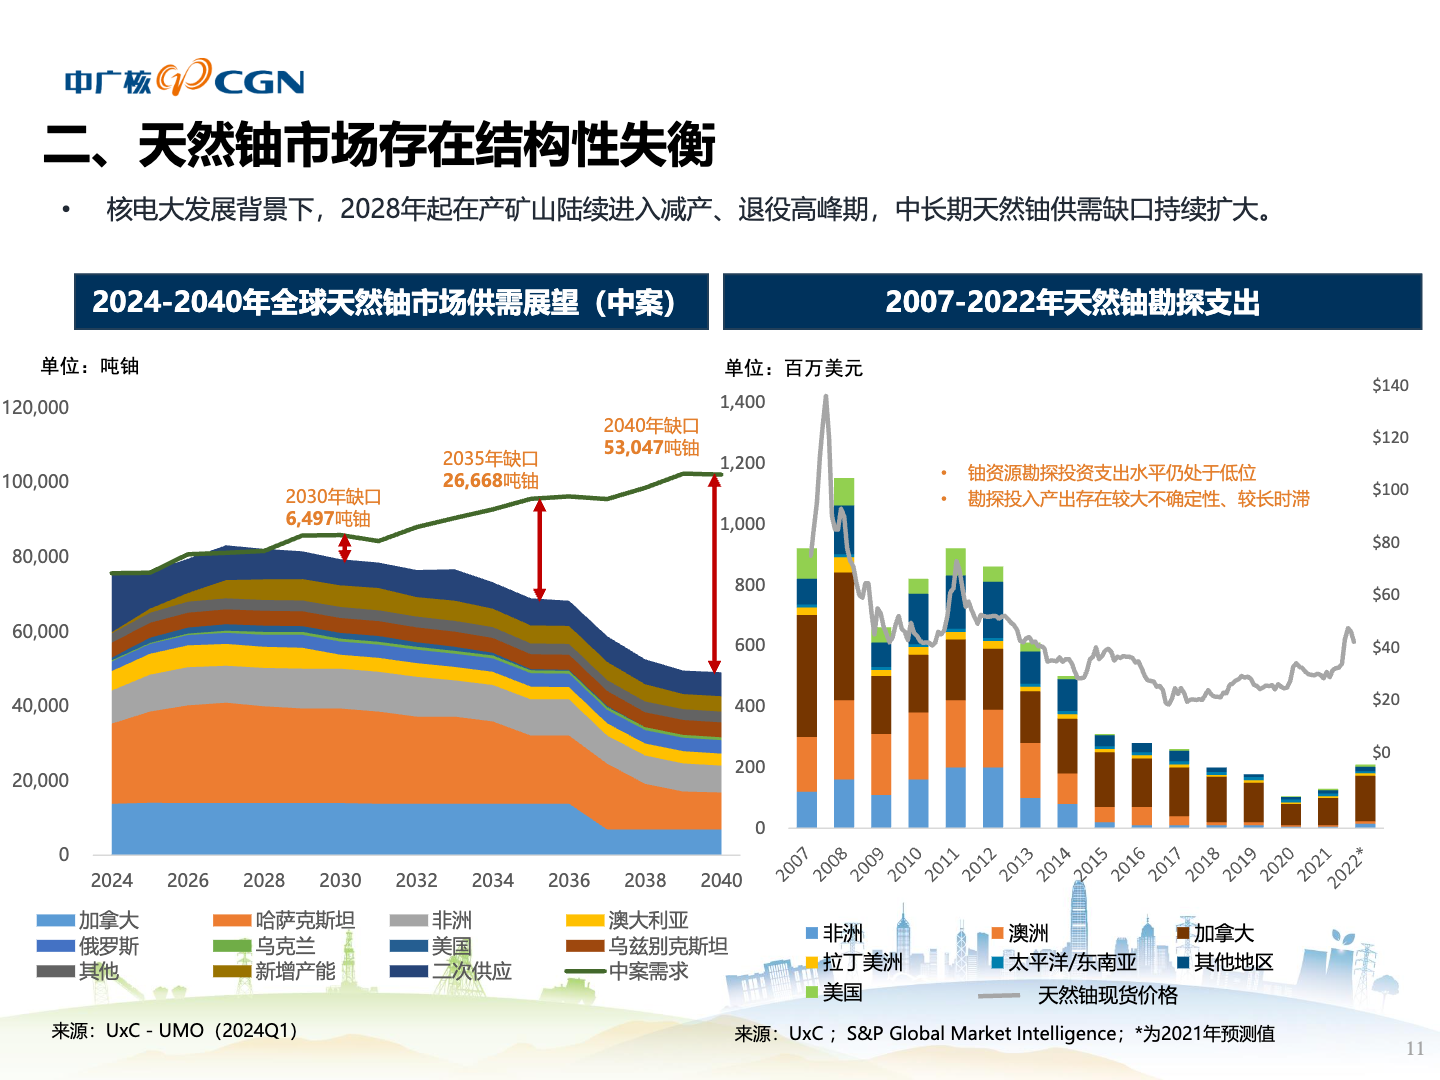 中广核 CGN
二、天然铀市场存在结构性失衡
• 核电大发展背景下，2028年起在产矿山陆续进入减产、退役高峰期，中长期天然铀供需缺口持续扩大。
2024-2040年全球天然铀市场供需展望（中案）
单位：吨铀
120,000
100,000
80,000
60,000
40,000
20,000
0
2030年缺口
6,497吨铀
2035年缺口
26,668吨铀
2040年缺口
53,047吨铀
2024 2026 2028 2030 2032 2034 2036 2038 2040
加拿大 哈萨克斯坦 非洲 澳大利亚
俄罗斯 乌克兰 美国 乌兹别克斯坦
其他 新增产能 二次供应 中案需求
来源：UxC - UMO（2024Q1）
2007-2022年天然铀勘探支出
单位：百万美元
1,400
1,200
1,000
800
600
400
200
0
• 铀资源勘探投资支出水平仍处于低位
• 勘探投入产出存在较大不确定性、较长时滞
$140
$120
$100
$80
$60
$40
$20
$0
2007 2008 2009 2010 2011 2012 2013 2014 2015 2016 2017 2018 2019 2020 2021 2022*
非洲 澳洲 加拿大
拉丁美洲 太平洋/东南亚 其他地区
美国 天然铀现货价格
来源：UxC ；S&P Global Market Intelligence；*为2021年预测值
11